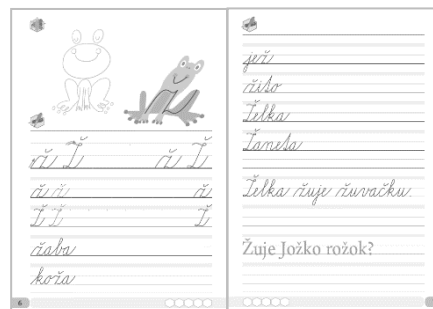 ž Ž ž Ž
ž ž ž
Ž Ž Ž
žaba
koža
6
jež
žito
Želka
Žaneta
Želka žuje žuvačku.
Žuje Jožko rožok?